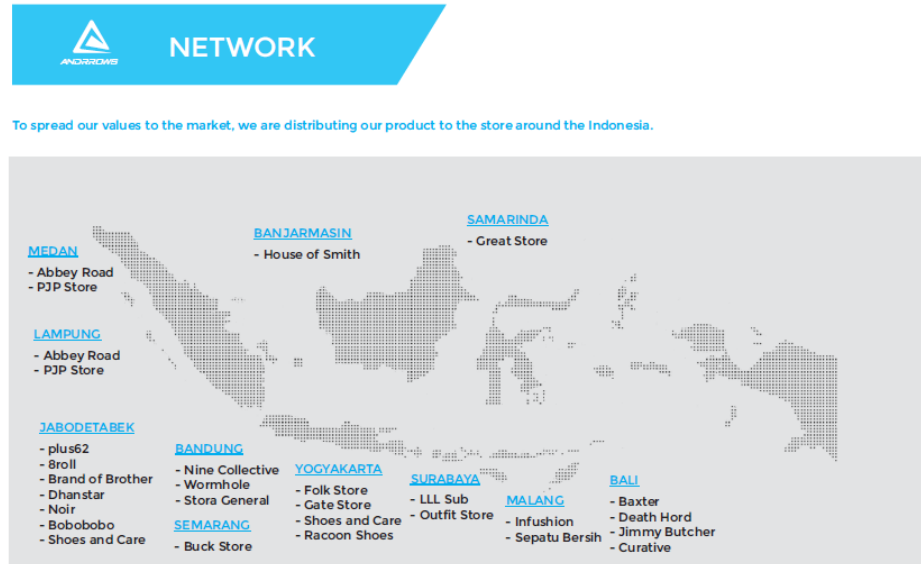 ANDRROWS
NETWORK
To spread our values to the market, we are distributing our product to the store around the Indonesia.
MEDAN
- Abbey Road
- PJP Store
BANJARMASIN
- House of Smith
SAMARINDA
- Great Store
LAMPUNG
- Abbey Road
- PJP Store
JABODETABEK
- plus62
- 8roll
- Brand of Brother
- Dhanstar
- Noir
- Bobobobo
- Shoes and Care
BANDUNG
- Nine Collective
- Wormhole
- Stora General
SEMARANG
- Buck Store
YOGYAKARTA
- Folk Store
- Gate Store
- Shoes and Care
- Racoon Shoes
SURABAYA
- LLL Sub
- Outfit Store
MALANG
- Infushion
- Sepatu Bersih
BALI
- Baxter
- Death Hord
- Jimmy Butcher
- Curative